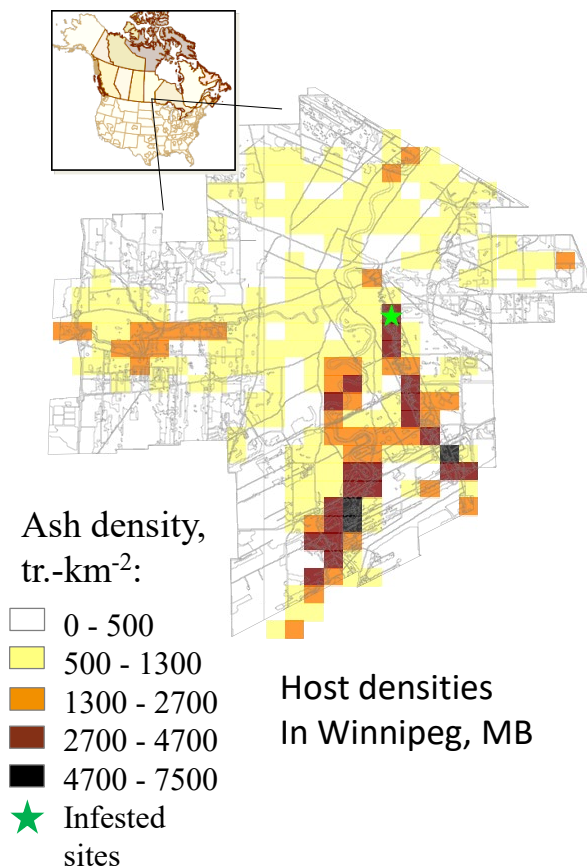 Ash density,
tr.-km-2:
0 - 500
500 - 1300
1300 - 2700
2700 - 4700
4700 - 7500
Infested
sites
Host densities
In Winnipeg, MB